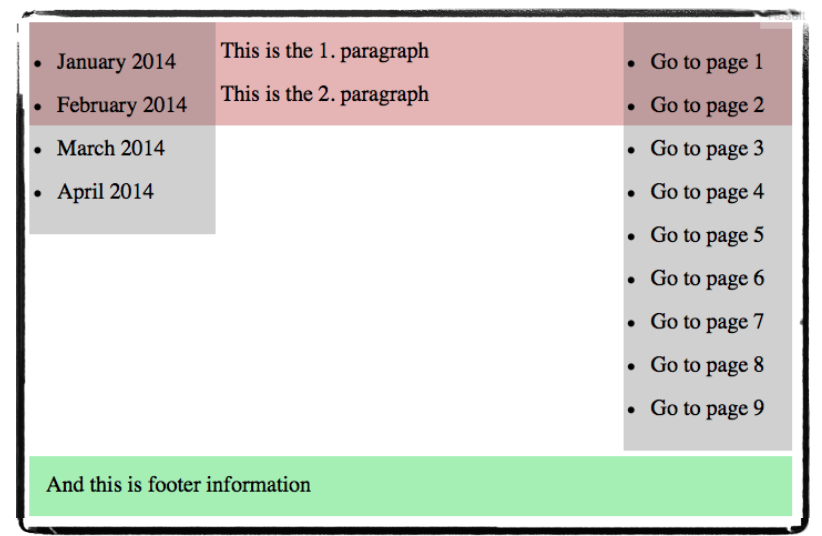 Result
January 2014
February 2014
March 2014
April 2014
This is the 1. paragraph
This is the 2. paragraph
Go to page 1
Go to page 2
Go to page 3
Go to page 4
Go to page 5
Go to page 6
Go to page 7
Go to page 8
Go to page 9
And this is footer information